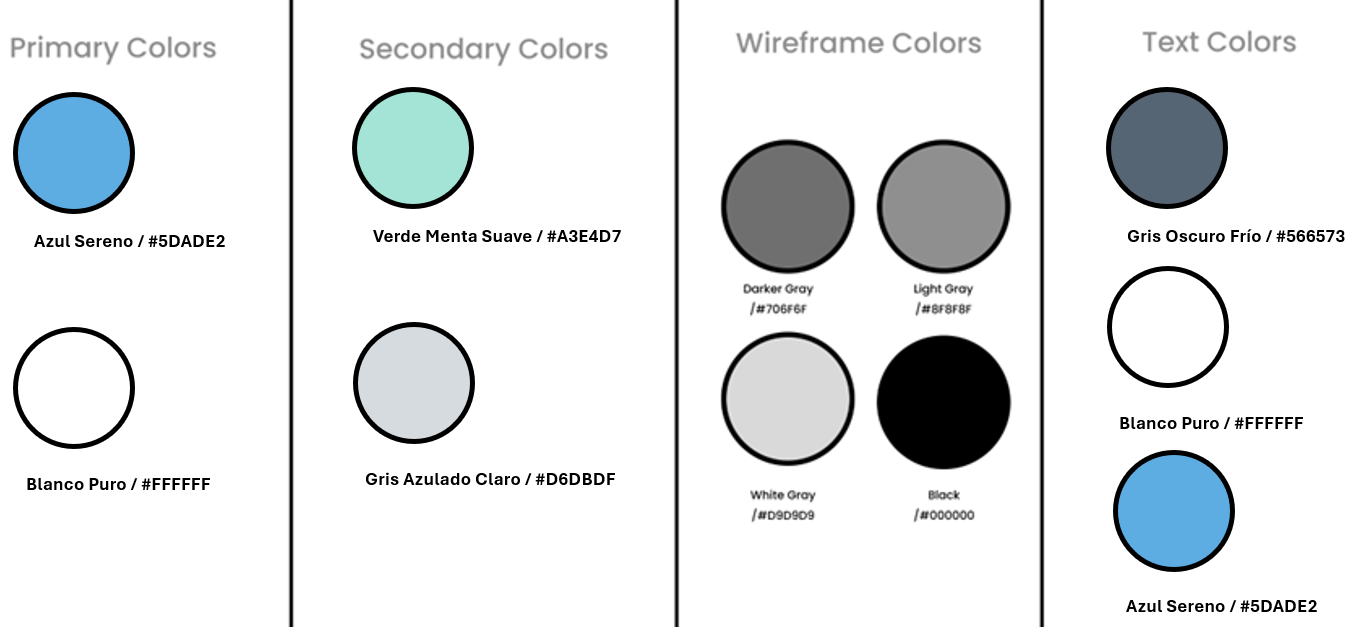 Primary Colors
Azul Sereno / #5DADE2
Blanco Puro / #FFFFFF
Secondary Colors
Verde Menta Suave / #A3E4D7
Gris Azulado Claro / #D6DBDF
Wireframe Colors
Darker Gray
/#706F6F
Light Gray
/#8F8F8F
White Gray
/#D9D9D9
Black
/#000000
Text Colors
Gris Oscuro Frío / #566573
Blanco Puro / #FFFFFF
Azul Sereno / #5DADE2